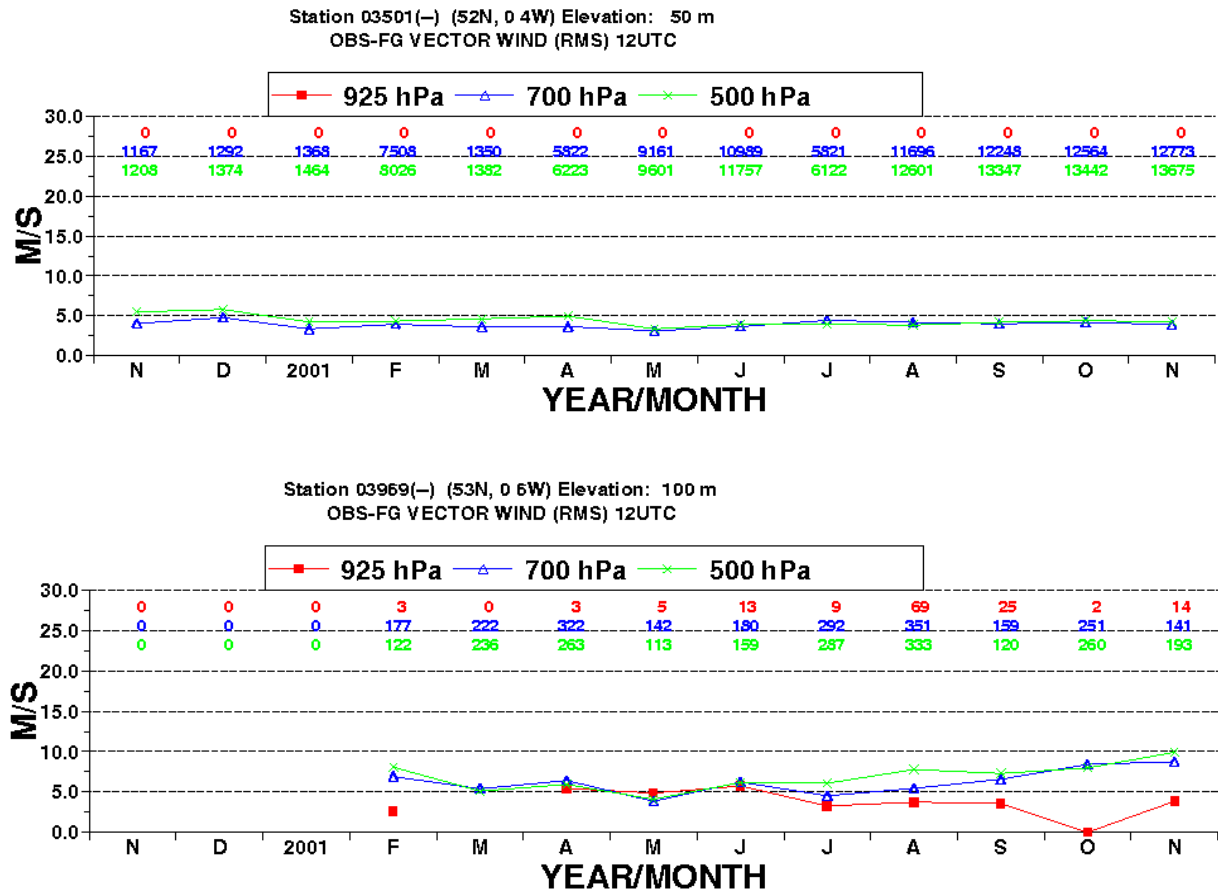 Station 03501(--) (52N, 0 4W) Elevation: 50 m
OBS-FG VECTOR WIND (RMS) 12UTC
925 hPa 700 hPa 500 hPa
30.0
0 0 0 0 0 0 0 0 0 0 0 0 0
25.0 1167 1292 1368 7508 1350 5822 9161 10989 5821 11696 12248 12564 12773
1208 1374 1464 8026 1382 6223 9601 11757 6122 12601 13347 13442 13675
20.0
M/S
15.0
10.0
5.0
0.0
N D 2001 F M A M J J A S O N
YEAR/MONTH
Station 03969(--) (53N, 0 6W) Elevation: 100 m
OBS-FG VECTOR WIND (RMS) 12UTC
925 hPa 700 hPa 500 hPa
30.0
0 0 0 3 0 3 5 13 9 69 25 2 14
25.0 0 0 0 177 222 322 142 180 292 351 159 251 141
0 0 0 122 236 263 113 159 287 333 120 260 193
20.0
M/S
15.0
10.0
5.0
0.0
N D 2001 F M A M J J A S O N
YEAR/MONTH